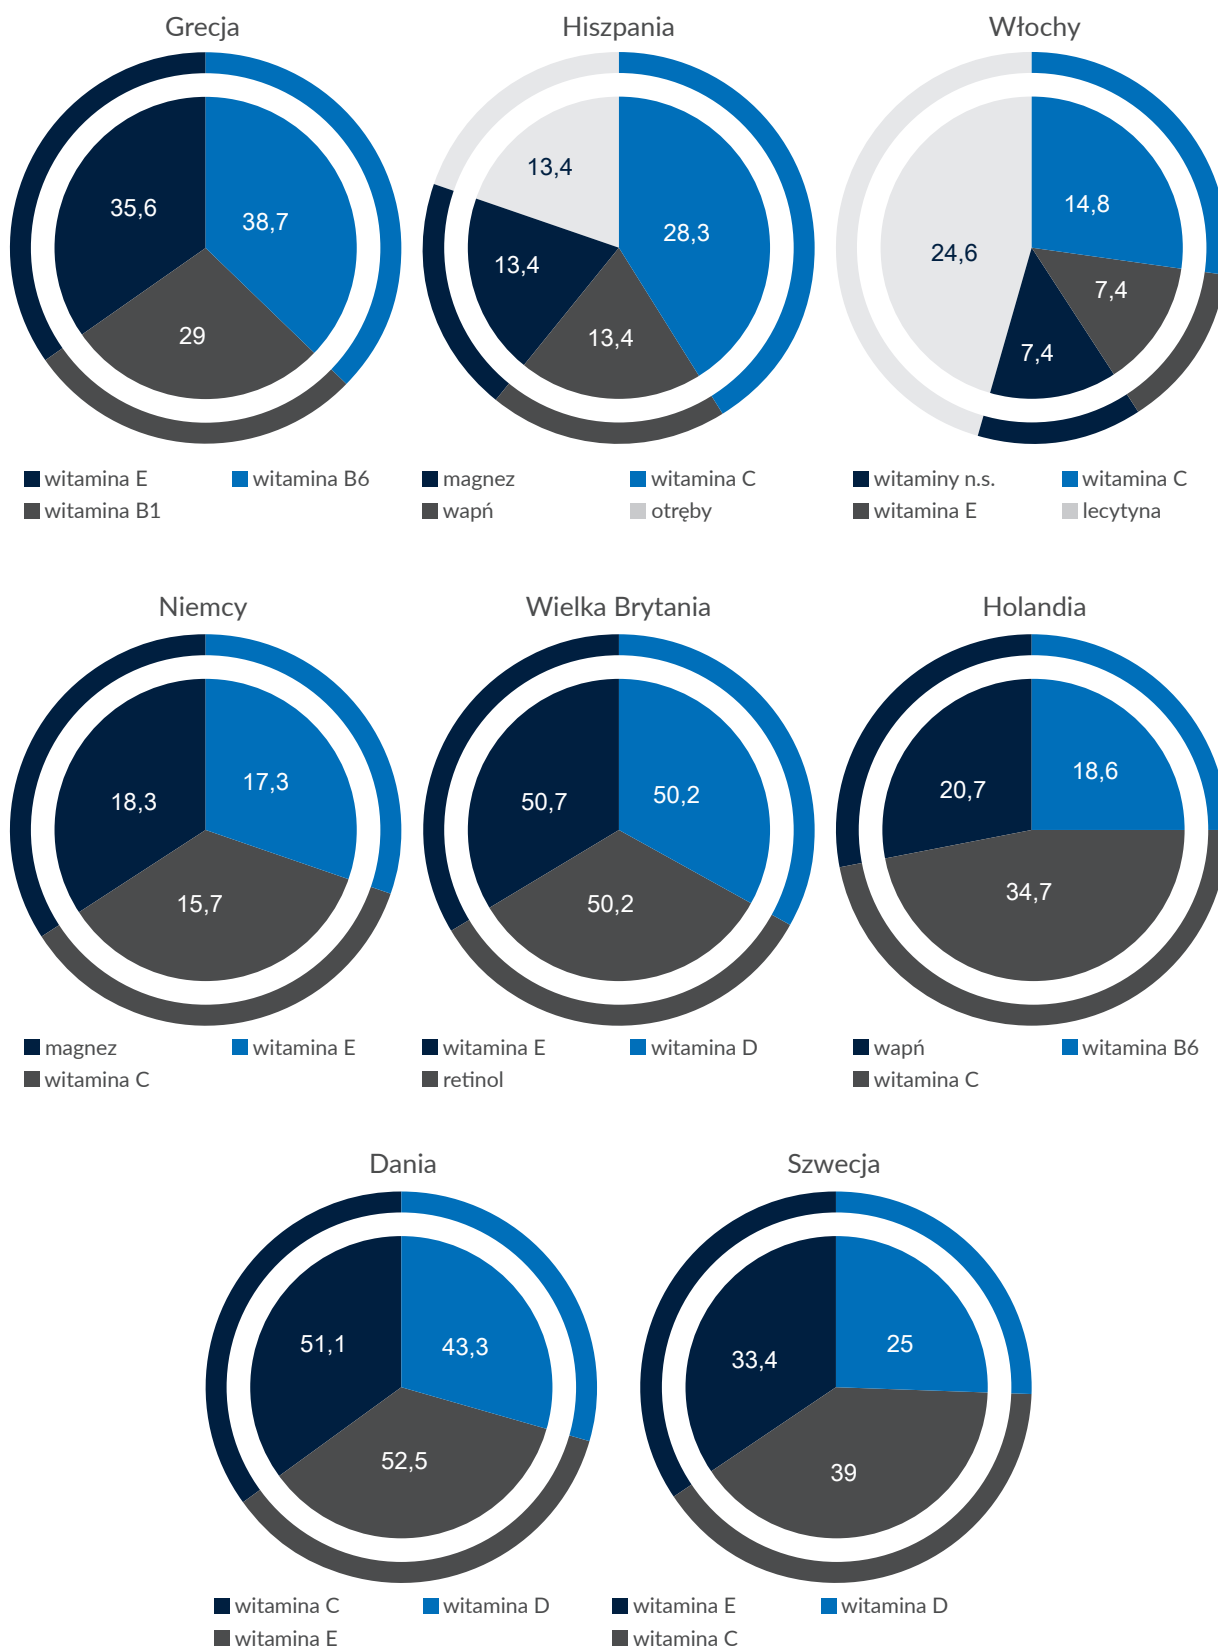 Grecja
35,6
38,7
29
witamina E
witamina B6
witamina B1
Hiszpania
13,4
28,3
13,4
13,4
magnez
witamina C
wapń
otręby
Włochy
14,8
24,6
7,4
7,4
witaminy n.s.
witamina C
witamina E
lecytyna
Niemcy
17,3
18,3
15,7
magnez
witamina E
witamina C
Wielka Brytania
50,7
50,2
50,2
witamina E
witamina D
retinol
Holandia
18,6
20,7
34,7
wapń
witamina B6
witamina C
Dania
51,1
43,3
52,5
witamina C
witamina D
witamina E
Szwecja
33,4
25
39
witamina E
witamina D
witamina C